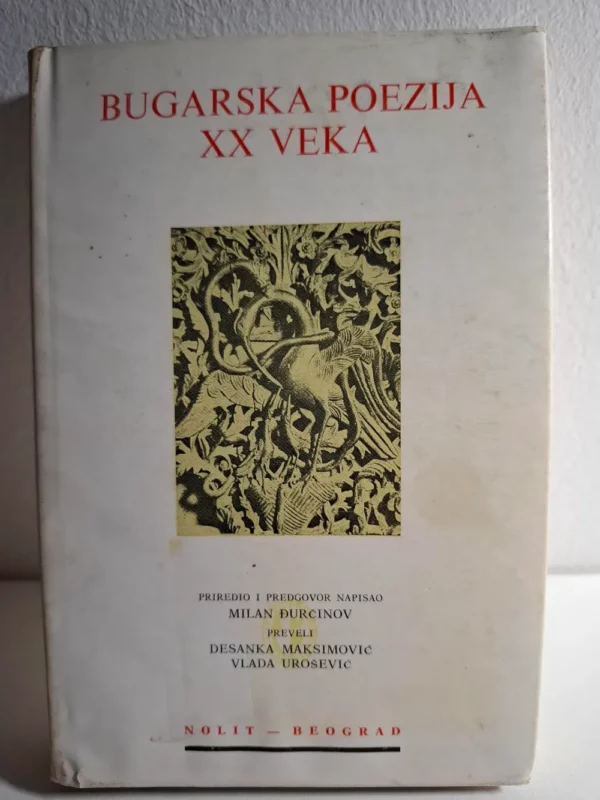 BUGARSKA POEZIJA
XX VEKA
PRIREDIO I PREDGOVOR NAPISAO
MILAN ĐURČINOV
PREVELI
DESANKA MAKSIMOVIĆ
VLADA UROŠEVIĆ
NOLIT — BEOGRAD